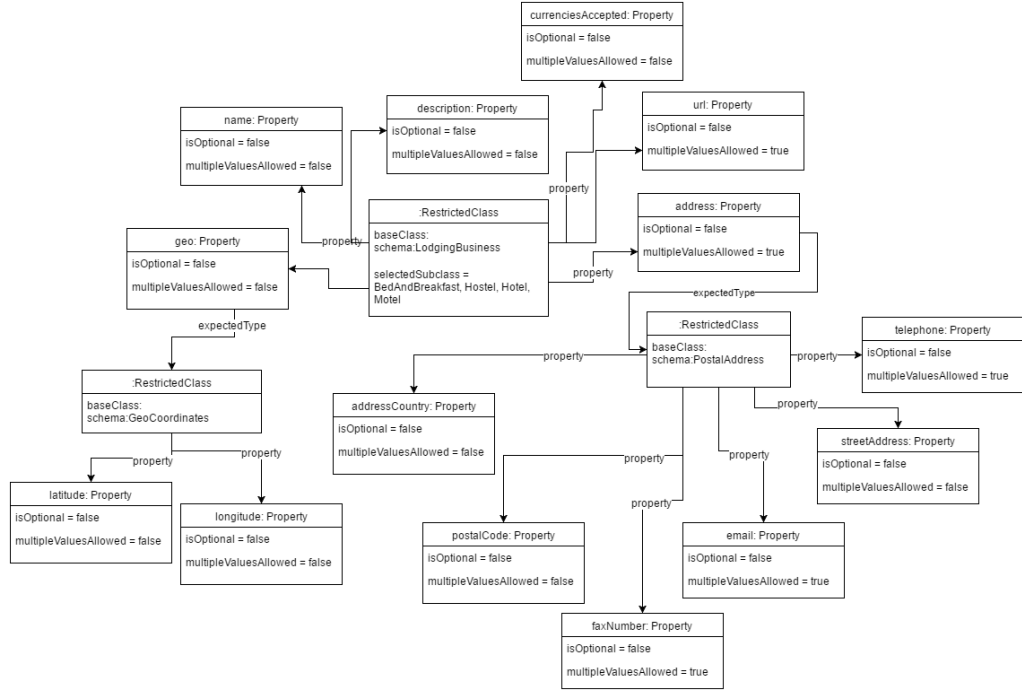 currenciesAccepted: Property
isOptional = false
multipleValuesAllowed = false
description: Property
isOptional = false
multipleValuesAllowed = false
url: Property
isOptional = false
multipleValuesAllowed = true
name: Property
isOptional = false
multipleValuesAllowed = false
property
:RestrictedClass
baseClass:
schema:LodgingBusiness
selectedSubclass =
BedAndBreakfast, Hostel, Hotel,
Motel
address: Property
isOptional = false
multipleValuesAllowed = true
property
geo: Property
isOptional = false
multipleValuesAllowed = false
property
expectedType
expectedType
:RestrictedClass
baseClass:
schema:PostalAddress
telephone: Property
isOptional = false
multipleValuesAllowed = true
property
property
:RestrictedClass
baseClass:
schema:GeoCoordinates
addressCountry: Property
isOptional = false
multipleValuesAllowed = false
property
streetAddress: Property
isOptional = false
multipleValuesAllowed = false
property
property
property
property
latitude: Property
isOptional = false
multipleValuesAllowed = false
longitude: Property
isOptional = false
multipleValuesAllowed = false
property
postalCode: Property
isOptional = false
multipleValuesAllowed = false
email: Property
isOptional = false
multipleValuesAllowed = true
faxNumber: Property
isOptional = false
multipleValuesAllowed = true